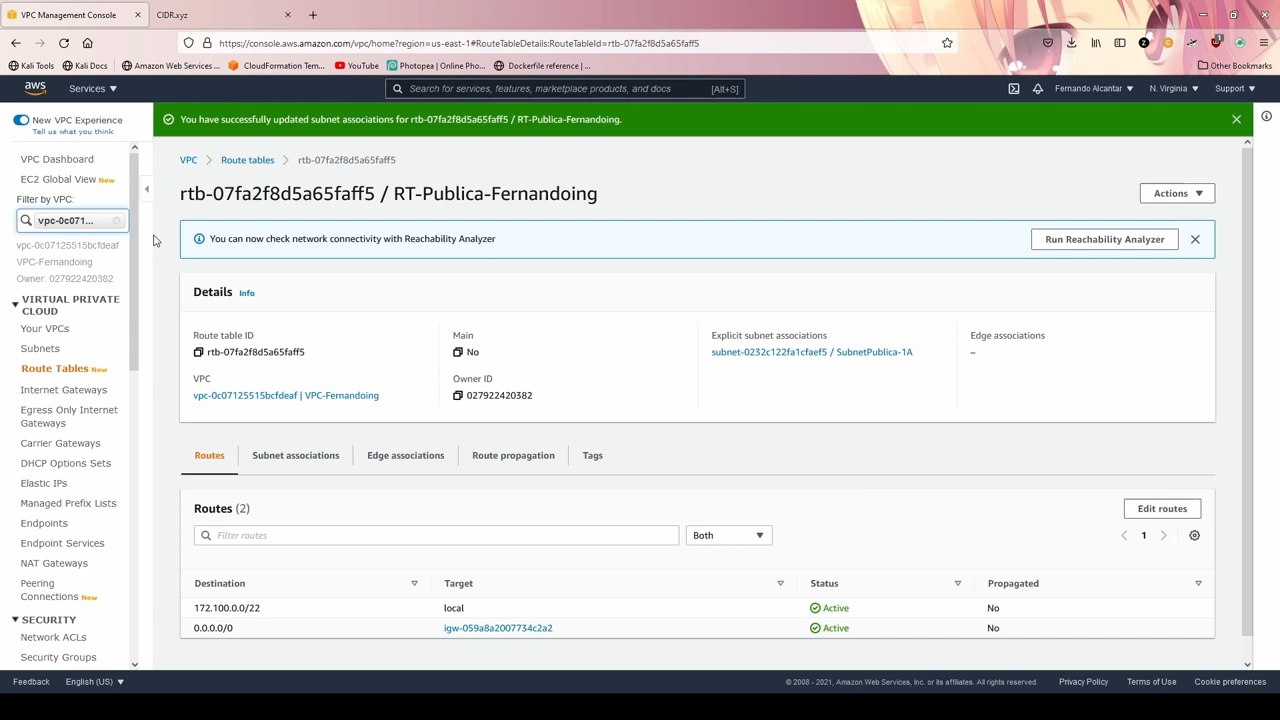 VPC Management Console
CIDR.xyz
https://console.aws.amazon.com/vpc/home?region=us-east-1#RouteTableDetails:RouteTableId=rtb-07fa2f8d5a65faff5
Kali Tools
Kali Docs
Amazon Web Services ...
CloudFormation Tem...
YouTube
Photopea | Online Pho...
Dockerfile reference | ...
Other Bookmarks
aws
Services
Search for services, features, marketplace products, and docs
[Alt+S]
Fernando Alcantar
N. Virginia
Support
New VPC Experience
Tell us what you think
VPC Dashboard
EC2 Global View New
Filter by VPC:
vpc-0c071...
vpc-0c07125515bcfdeaf
VPC-Fernandoing
Owner: 027922420382
VIRTUAL PRIVATE
CLOUD
Your VPCs
Subnets
Route Tables New
Internet Gateways
Egress Only Internet
Gateways
Carrier Gateways
DHCP Options Sets
Elastic IPs
Managed Prefix Lists
Endpoints
Endpoint Services
NAT Gateways
Peering
Connections New
SECURITY
Network ACLs
Security Groups
You have successfully updated subnet associations for rtb-07fa2f8d5a65faff5 / RT-Publica-Fernandoing.
VPC
Route tables
rtb-07fa2f8d5a65faff5
rtb-07fa2f8d5a65faff5 / RT-Publica-Fernandoing
Actions
You can now check network connectivity with Reachability Analyzer
Run Reachability Analyzer
Details
Info
Route table ID
rtb-07fa2f8d5a65faff5
Main
No
Explicit subnet associations
subnet-0232c122fa1cfaef5 / SubnetPublica-1A
Edge associations
–
VPC
vpc-0c07125515bcfdeaf | VPC-Fernandoing
Owner ID
027922420382
Routes
Subnet associations
Edge associations
Route propagation
Tags
Routes (2)
Edit routes
Filter routes
Both
1
Destination
Target
Status
Propagated
172.100.0.0/22
local
Active
No
0.0.0.0/0
igw-059a8a2007734c2a2
Active
No
Feedback
English (US)
© 2008 - 2021, Amazon Web Services, Inc. or its affiliates. All rights reserved.
Privacy Policy
Terms of Use
Cookie preferences